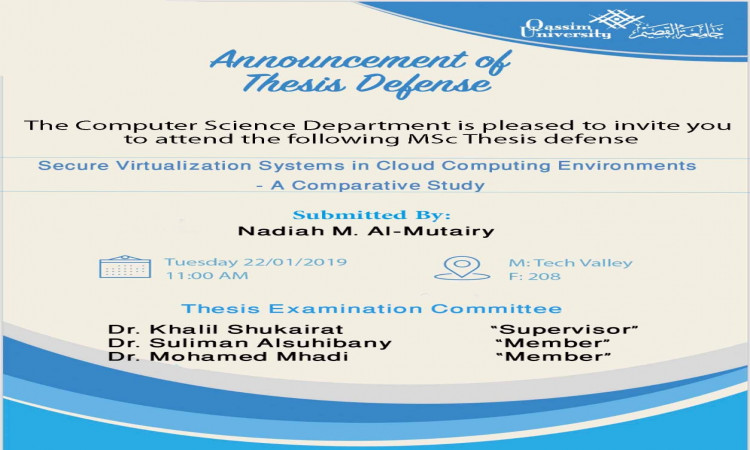 Qassim
University
جامعة القصيم
Announcement of
Thesis Defense
The Computer Science Department is pleased to invite you
to attend the following MSc Thesis defense
Secure Virtualization Systems in Cloud Computing Environments
- A Comparative Study
Submitted By:
Nadiah M. Al-Mutairy
Tuesday 22/01/2019
11:00 AM
M: Tech Valley
F: 208
Thesis Examination Committee
Dr. Khalil Shukairat “Supervisor”
Dr. Suliman Alsuhibany “Member”
Dr. Mohamed Mhadi “Member”